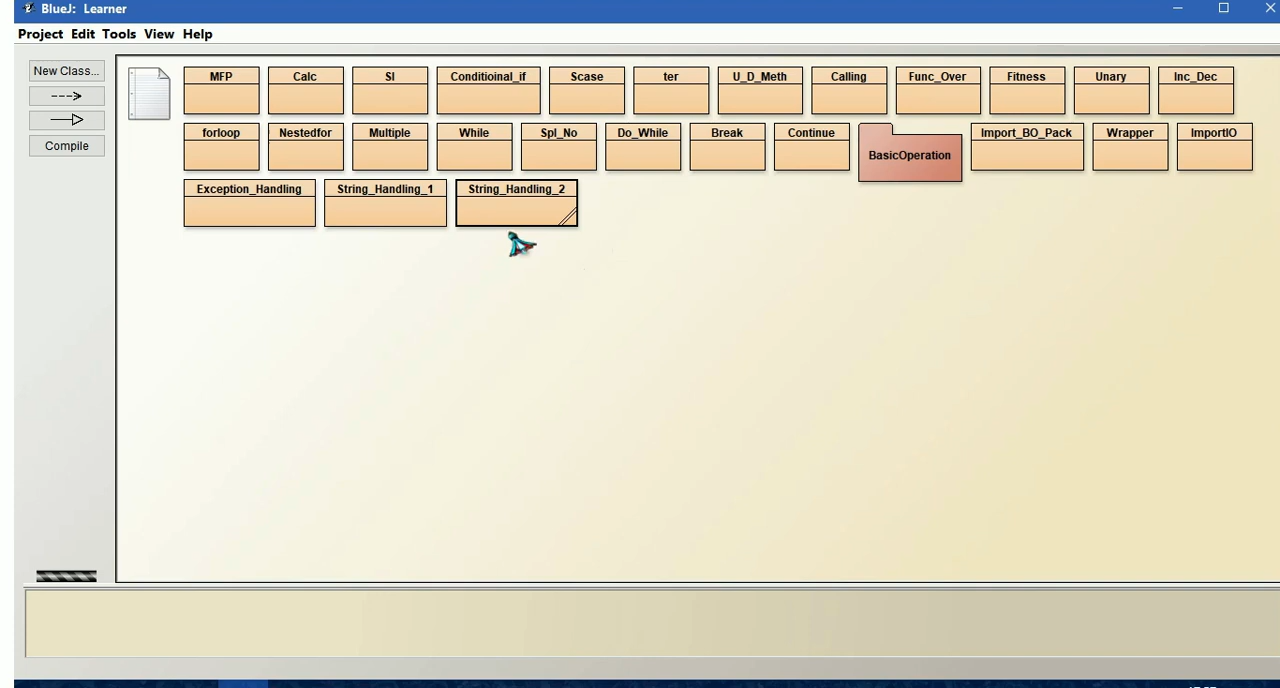 BlueJ: Learner
Project Edit Tools View Help
New Class...
Compile
MFP Calc SI Conditioinal_if Scase ter U_D_Meth Calling Func_Over Fitness Unary Inc_Dec
forloop Nestedfor Multiple While Spl_No Do_While Break Continue BasicOperation Import_BO_Pack Wrapper ImportIO
Exception_Handling String_Handling_1 String_Handling_2